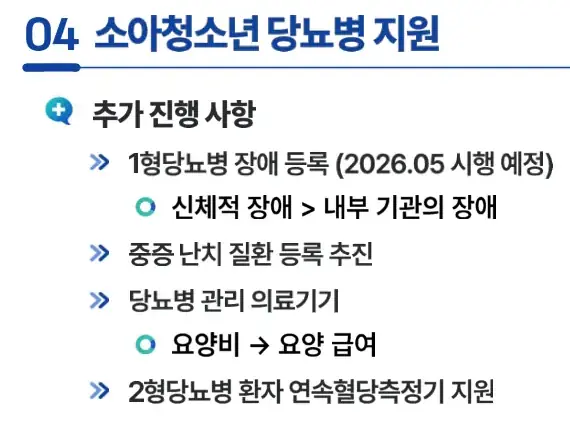 04 소아청소년 당뇨병 지원
추가 진행 사항
1형당뇨병 장애 등록 (2026.05 시행 예정)
신체적 장애 > 내부 기관의 장애
중증 난치 질환 등록 추진
당뇨병 관리 의료기기
요양비 → 요양 급여
2형당뇨병 환자 연속혈당측정기 지원